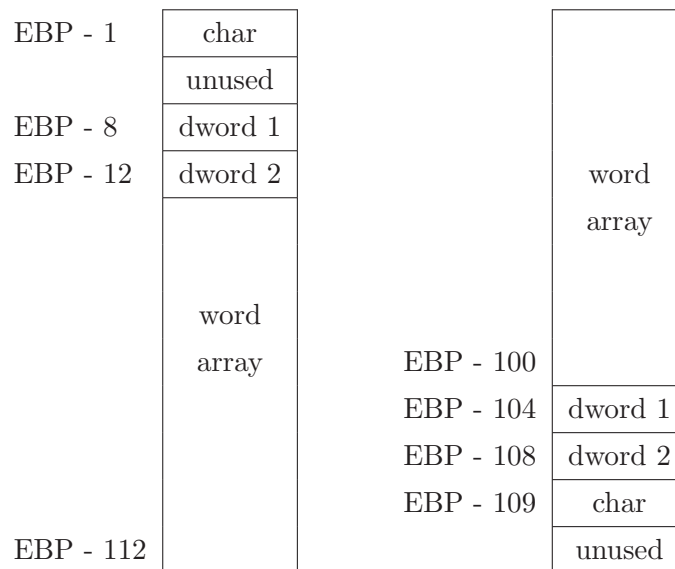 EBP - 1 char
unused
EBP - 8 dword 1
EBP - 12 dword 2
word
array
EBP - 112
word
array
EBP - 100
EBP - 104 dword 1
EBP - 108 dword 2
EBP - 109 char
unused